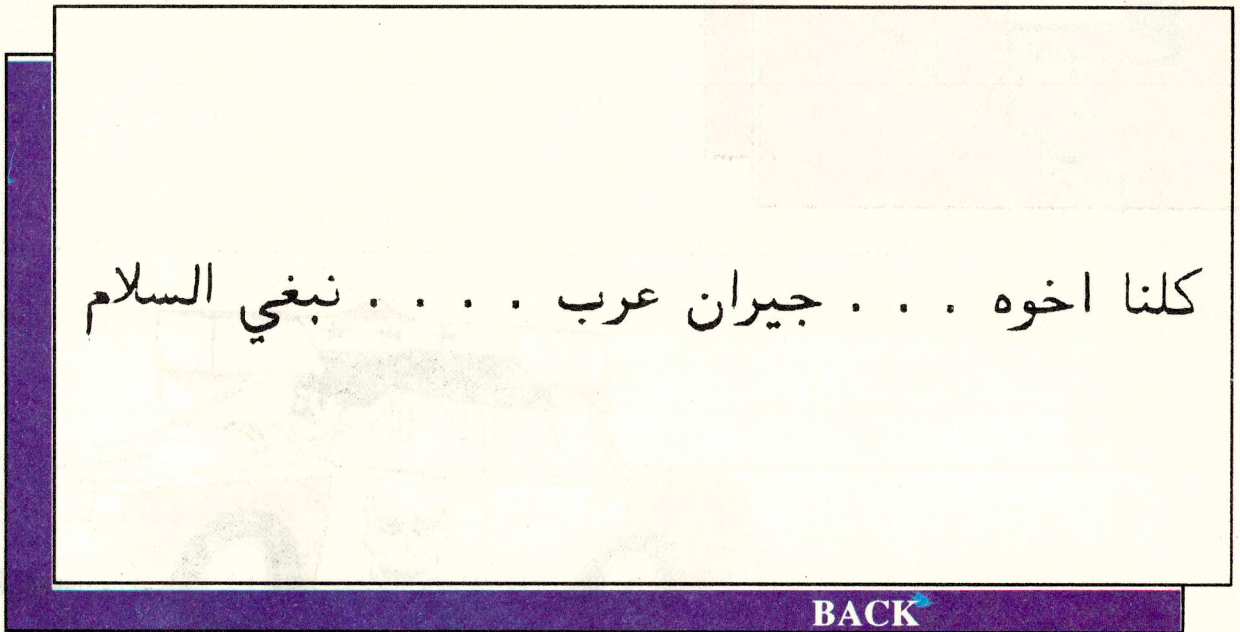 كلنا اخوه . . . جيران عرب . . . . نبغي السلام
BACK